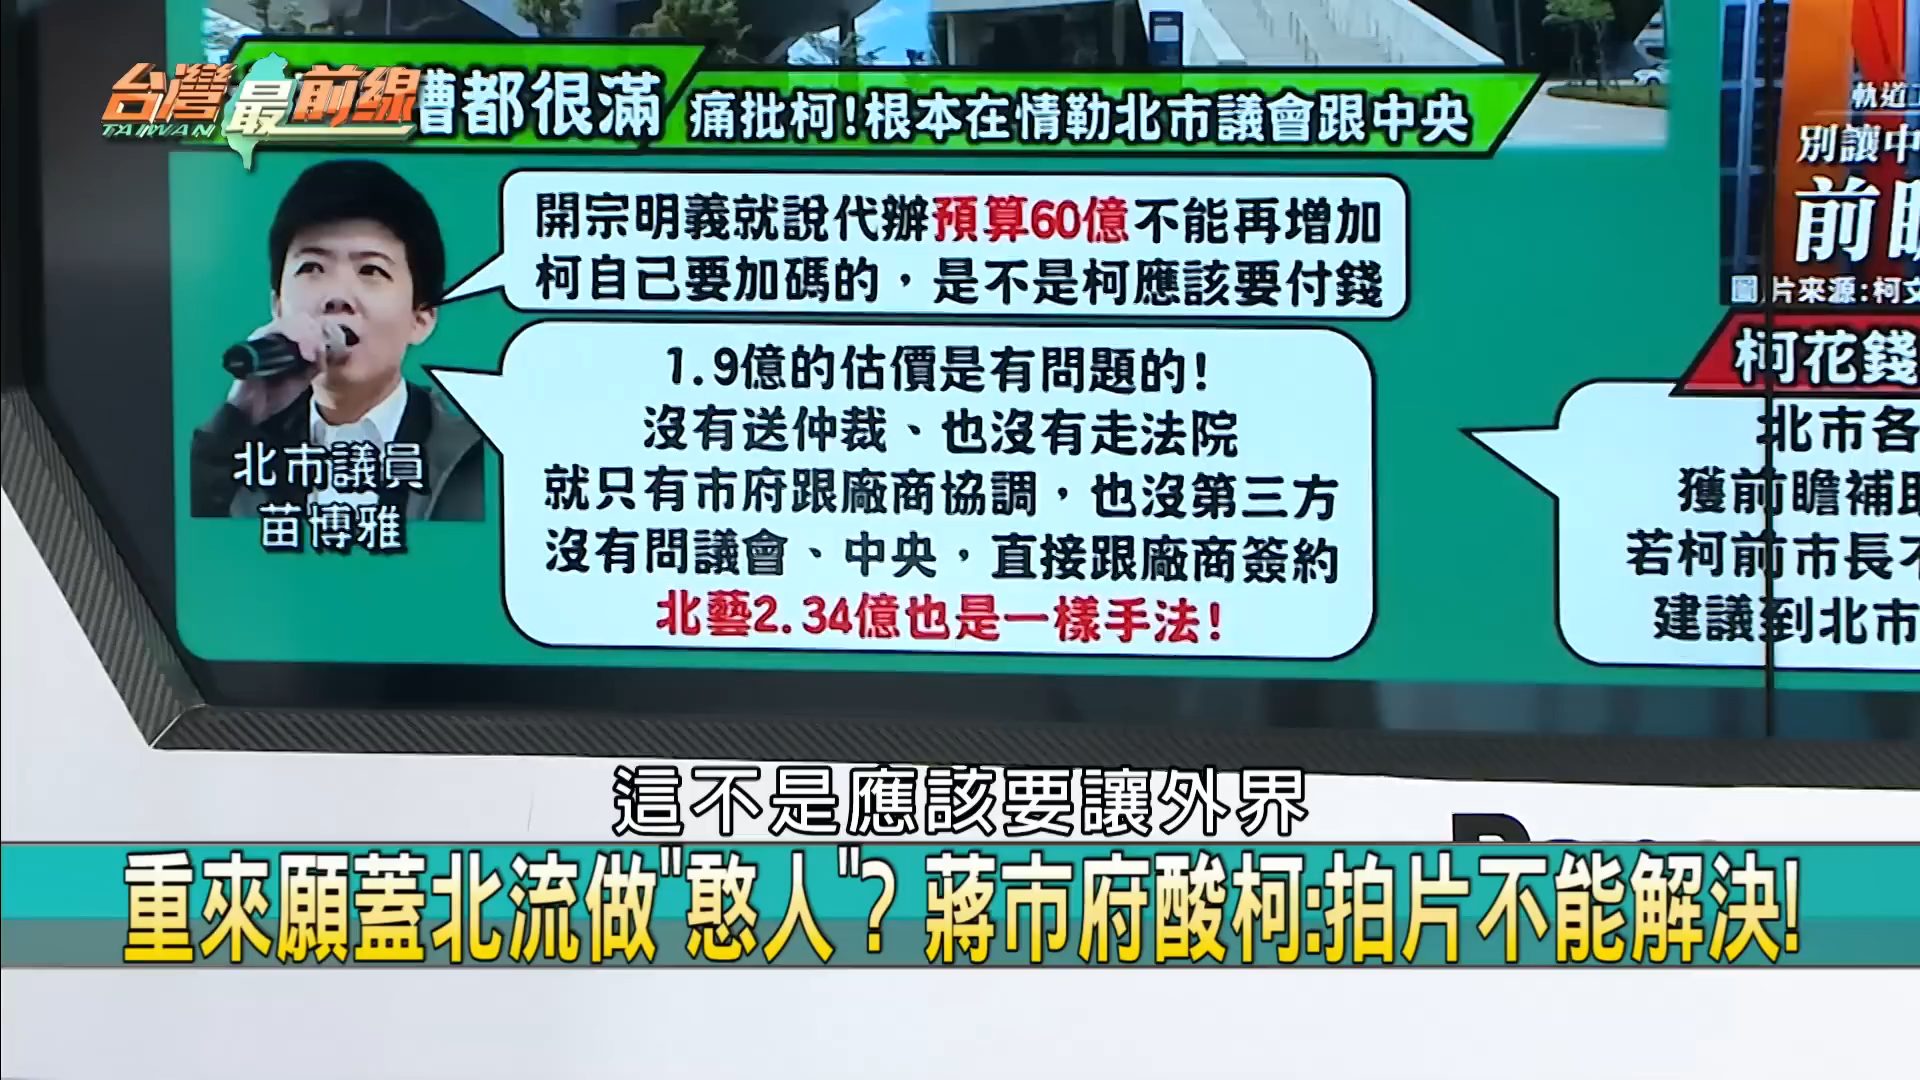 台灣最前線
TAIWAN
槽都很滿
痛批柯!根本在情勒北市議會跟中央
開宗明義就說代辦預算60億不能再增加
柯自己要加碼的，是不是柯應該要付錢
1.9億的估價是有問題的!
沒有送仲裁、也沒有走法院
就只有市府跟廠商協調，也沒第三方
沒有問議會、中央，直接跟廠商簽約
北藝2.34億也是一樣手法!
北市議員
苗博雅
軌道工
別讓中
前瞻
圖片來源:柯文
柯花錢
北市各
獲前瞻補助
若柯前市長不
建議到北市
這不是應該要讓外界
重來願蓋北流做"憨人"? 蔣市府酸柯:拍片不能解決!